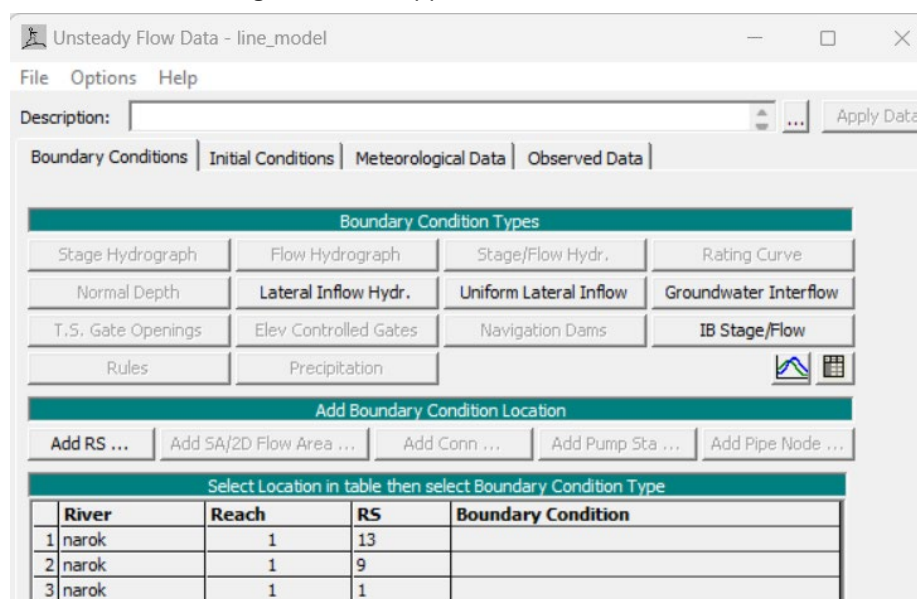 Unsteady Flow Data - line_model
File Options Help
Description: ... Apply Data
Boundary Conditions Initial Conditions Meteorological Data Observed Data
Boundary Condition Types
Stage Hydrograph Flow Hydrograph Stage/Flow Hydr. Rating Curve
Normal Depth Lateral Inflow Hydr. Uniform Lateral Inflow Groundwater Interflow
T.S. Gate Openings Elev Controlled Gates Navigation Dams IB Stage/Flow
Rules Precipitation
Add Boundary Condition Location
Add RS ... Add SA/2D Flow Area ... Add Conn ... Add Pump Sta ... Add Pipe Node ...
Select Location in table then select Boundary Condition Type
River Reach RS Boundary Condition
1 narok 1 13
2 narok 1 9
3 narok 1 1